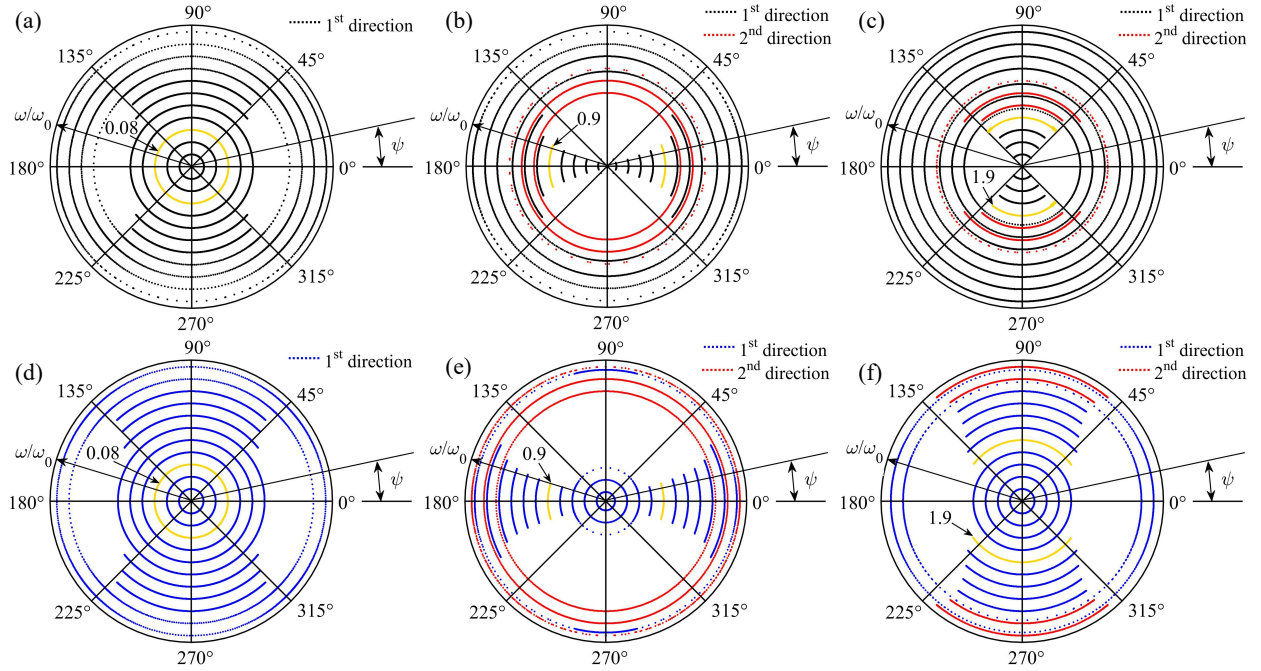 (a)
90°
1st direction
135°
45°
ω/ω0
0.08
ψ
180°
0°
225°
315°
270°
(b)
90°
1st direction
2nd direction
135°
45°
ω/ω0
0.9
ψ
180°
0°
225°
315°
270°
(c)
90°
1st direction
2nd direction
135°
45°
ω/ω0
1.9
ψ
180°
0°
225°
315°
270°
(d)
90°
1st direction
135°
45°
ω/ω0
0.08
ψ
180°
0°
225°
315°
270°
(e)
90°
1st direction
2nd direction
135°
45°
ω/ω0
0.9
ψ
180°
0°
225°
315°
270°
(f)
90°
1st direction
2nd direction
135°
45°
ω/ω0
1.9
ψ
180°
0°
225°
315°
270°